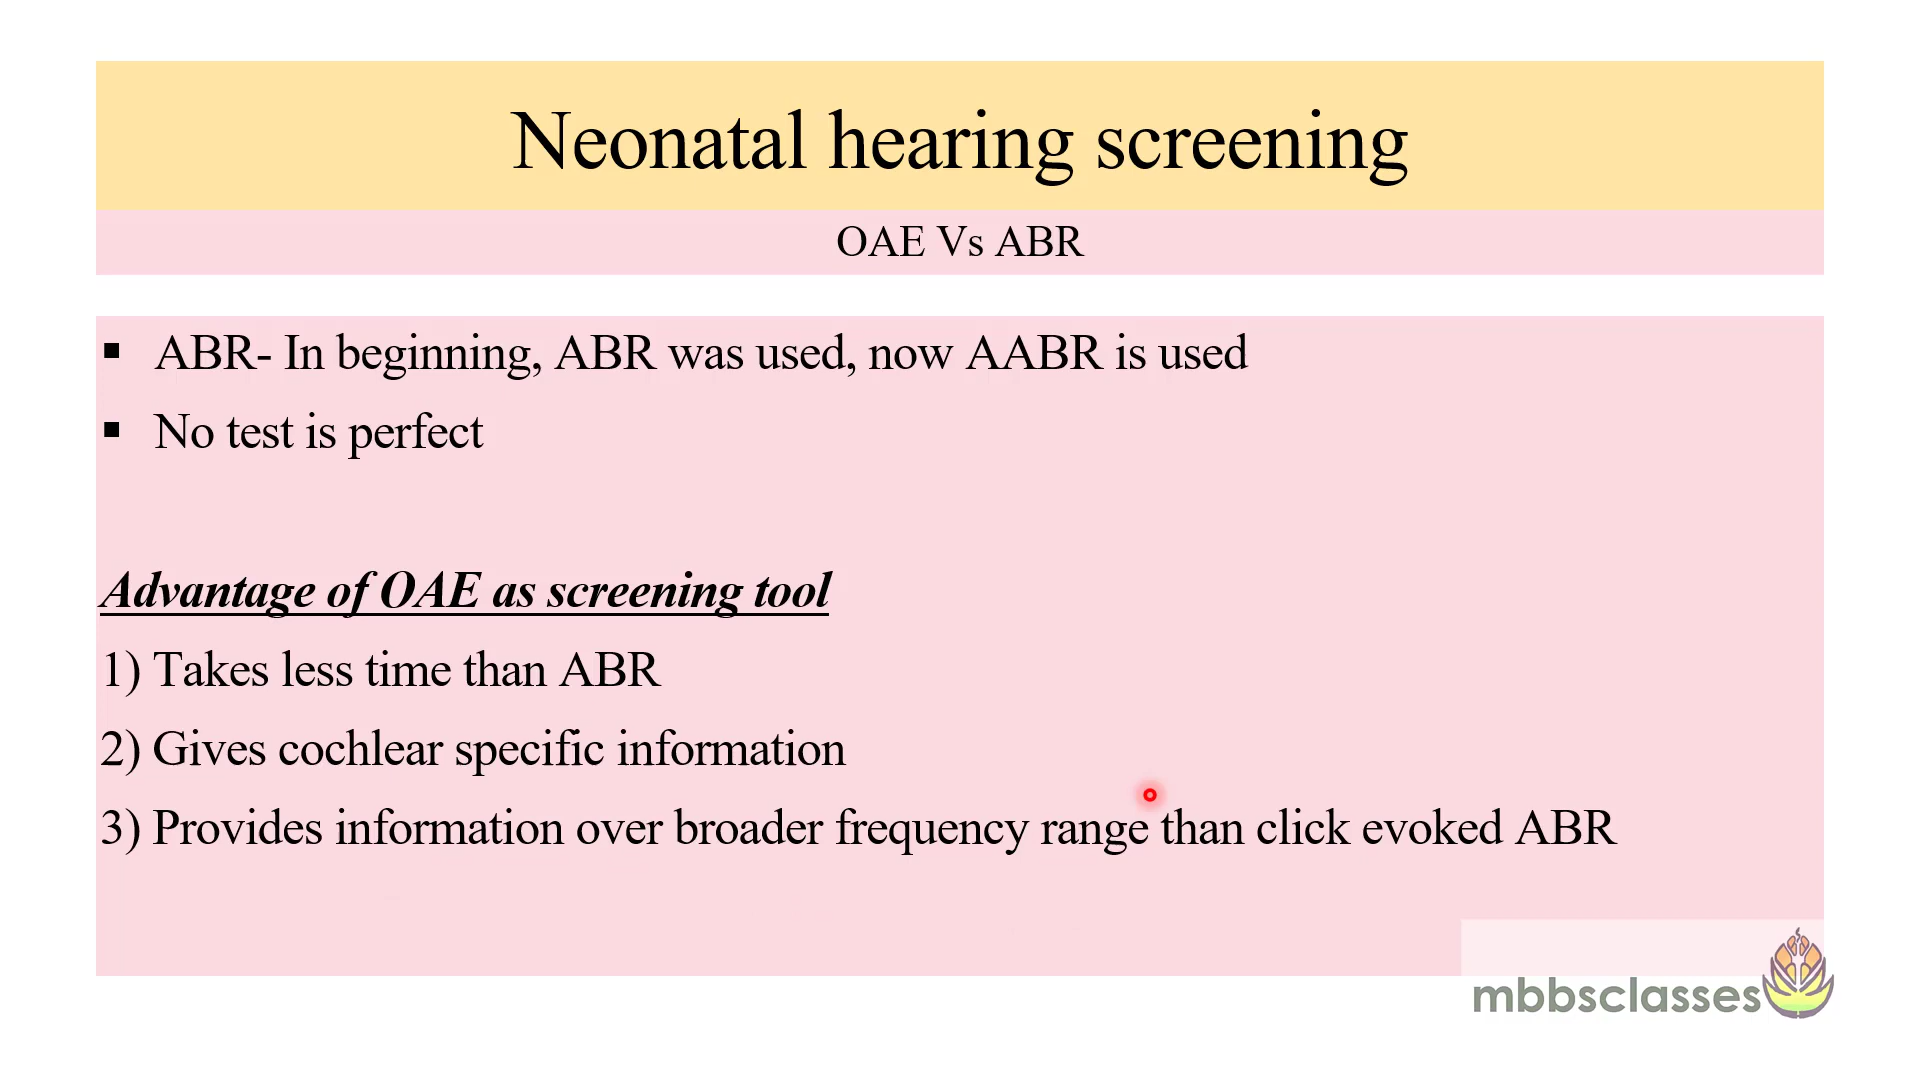 Neonatal hearing screening
OAE Vs ABR
▪ ABR- In beginning, ABR was used, now AABR is used
▪ No test is perfect
Advantage of OAE as screening tool
1) Takes less time than ABR
2) Gives cochlear specific information
3) Provides information over broader frequency range than click evoked ABR
mbbsclasses